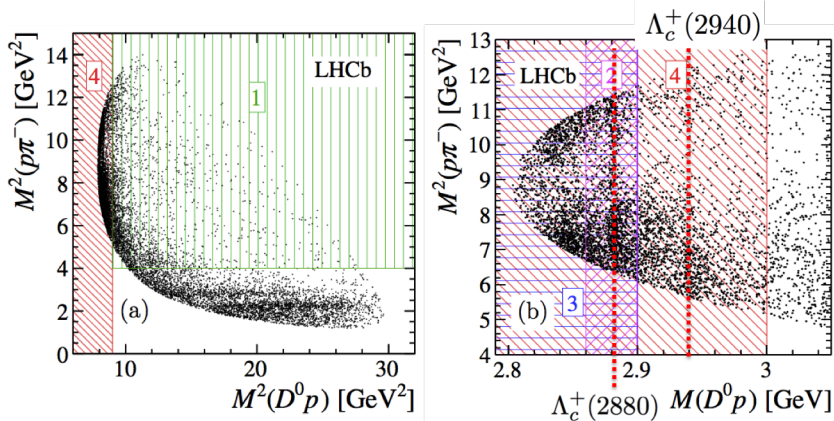 Λc+(2940)
14
12
10
8
6
4
2
0
M²(pπ⁻) [GeV²]
4
1
LHCb
(a)
10
20
30
M²(D⁰p) [GeV²]
13
12
11
10
9
8
7
6
5
4
M²(pπ⁻) [GeV²]
LHCb
4
3
(b)
2.8
2.9
3
M(D⁰p) [GeV]
Λc+(2880)